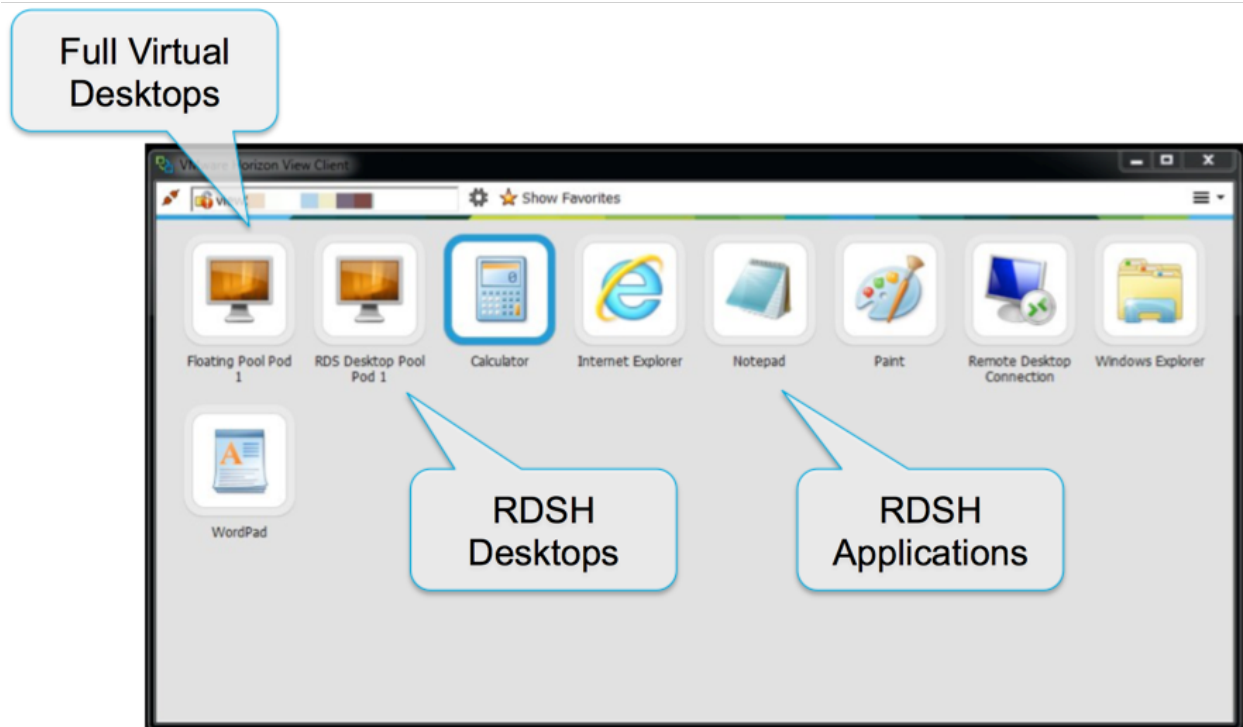 Full Virtual
Desktops
VMware Horizon View Client
Show Favorites
Floating Pool Pod
1
RDS Desktop Pool
Pod 1
Calculator
Internet Explorer
Notepad
Paint
Remote Desktop
Connection
Windows Explorer
WordPad
RDSH
Desktops
RDSH
Applications